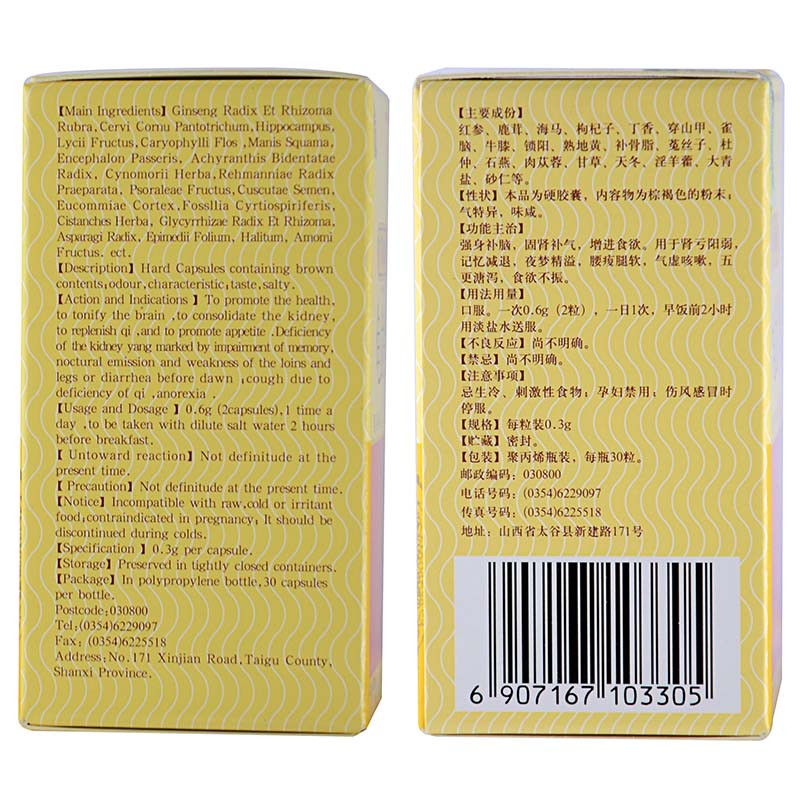 【Main Ingredients】 Ginseng Radix Et Rhizoma
Rubra,Cervi Cornu Pantotrichum,Hippocampus,
Lycii Fructus,Caryophylli Flos ,Manis Squama,
Encephalon Passeris, Achyranthis Bidentatae
Radix, Cynomorii Herba,Rehmanniae Radix
Praeparata, Psoraleae Fructus,Cuscutae Semen,
Eucommiae Cortex,Fosslia Cyrtiospiriferis,
Cistanches Herba, Glycyrrhizae Radix Et Rhizoma,
Asparagi Radix, Epimedii Folium, Halitum, Amomi
Fructus. ect.
【Description】 Hard Capsules containing brown
contents;odour,characteristic;taste,salty.
【Action and Indications 】 To promote the health,
to tonify the brain ,to consolidate the kidney,
to replenish qi ,and to promote appetite .Deficiency
of the kidney yang marked by impairment of memory,
noctural emission and weakness of the loins and
legs or diarrhea before dawn ;cough due to
deficiency of qi ,anorexia .
【Usage and Dosage 】 0.6g (2capsules),1 time a
day ,to be taken with dilute salt water 2 hours
before breakfast.
【 Untoward reaction】 Not definitude at the
present time.
【 Precaution】 Not definitude at the present time.
【Notice】 Incompatible with raw,cold or irritant
food;contraindicated in pregnancy; It should be
discontinued during colds.
【Specification 】 0.3g per capsule.
【Storage】 Preserved in tightly closed containers.
【Package】 In polypropylene bottle,30 capsules
per bottle.
Postcode:030800
Tel:(0354)6229097
Fax: (0354)6225518
Address:No.171 Xinjian Road,Taigu County,
Shanxi Province.
【主要成份】
红参、鹿茸、海马、枸杞子、丁香、穿山甲、雀
脑、牛膝、锁阳、熟地黄、补骨脂、菟丝子、杜
仲、石燕、肉苁蓉、甘草、天冬、淫羊藿、大青
盐、砂仁等。
【性状】本品为硬胶囊，内容物为棕褐色的粉末；
气特异，味咸。
【功能主治】
强身补脑，固肾补气，增进食欲。用于肾亏阳弱，
记忆减退，夜梦精溢，腰痠腿软，气虚咳嗽，五
更溏泻，食欲不振。
【用法用量】
口服。一次0.6g（2粒），一日1次，早饭前2小时
用淡盐水送服。
【不良反应】尚不明确。
【禁忌】尚不明确。
【注意事项】
忌生冷、刺激性食物；孕妇禁用；伤风感冒时
停服。
【规格】每粒装0.3g
【贮藏】密封。
【包装】聚丙烯瓶装，每瓶30粒。
邮政编码：030800
电话号码：(0354)6229097
传真号码：(0354)6225518
地址：山西省太谷县新建路171号
6 907167 103305